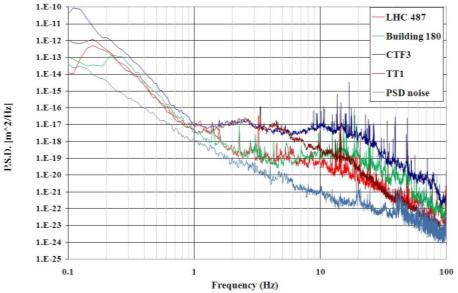 1.E-10
1.E-11
1.E-12
1.E-13
1.E-14
1.E-15
1.E-16
1.E-17
1.E-18
1.E-19
1.E-20
1.E-21
1.E-22
1.E-23
1.E-24
1.E-25
P.S.D. [m^2/Hz]
0.1
1
10
100
Frequency (Hz)
LHC 487
Building 180
CTF3
TT1
PSD noise